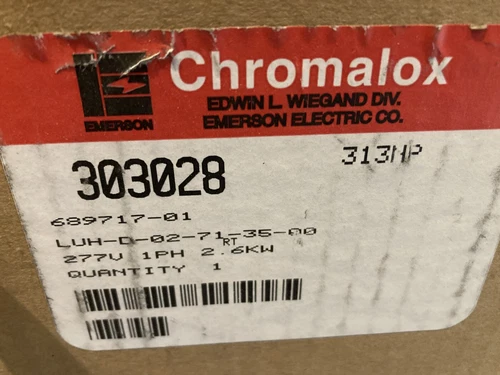 Chromalox
EDWIN L. WIEGAND DIV.
EMERSON
EMERSON ELECTRIC CO.
303028
313HP
689717-01
LUH-D-02-71-35-00
RT
277V 1PH 2.6KW
QUANTITY 1